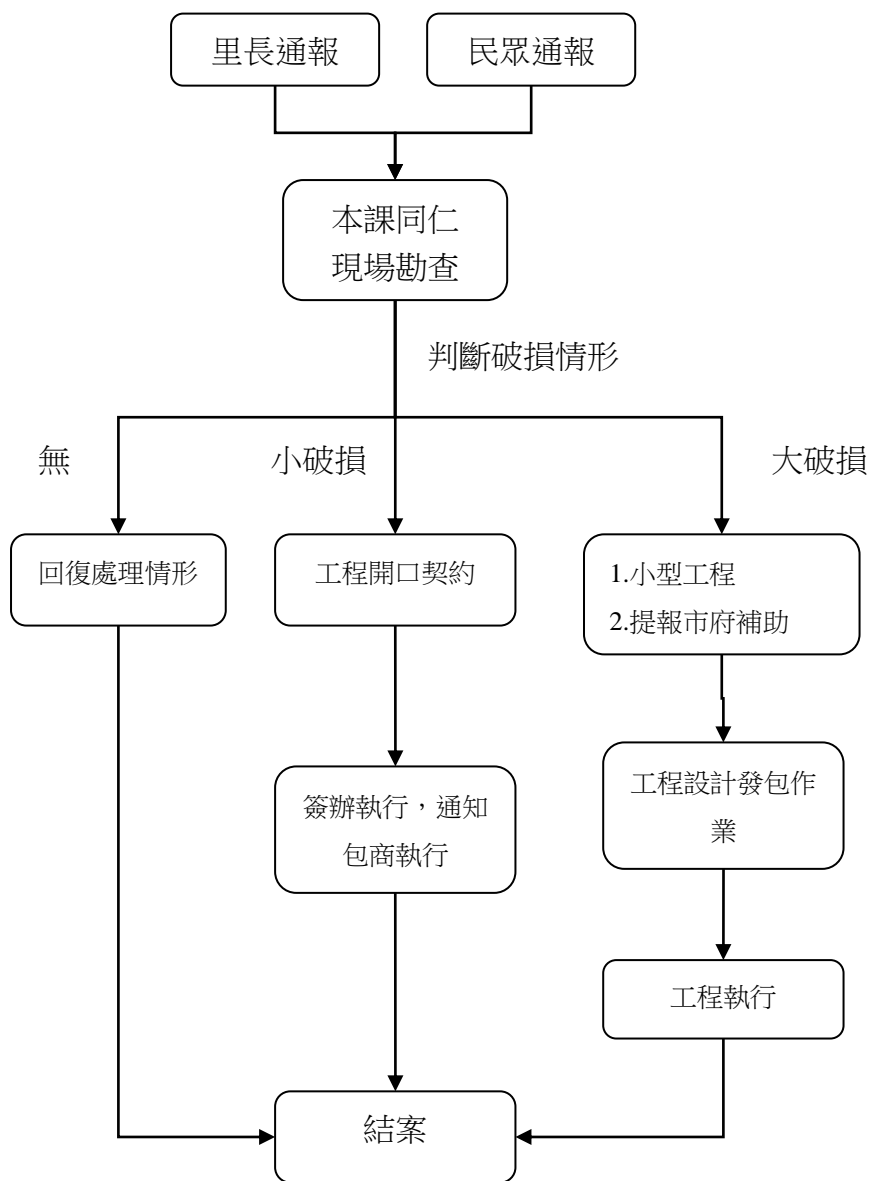 里長通報
民眾通報
本課同仁
現場勘查
判斷破損情形
無
小破損
大破損
回復處理情形
工程開口契約
1.小型工程
2.提報市府補助
簽辦執行，通知
包商執行
工程設計發包作
業
工程執行
結案